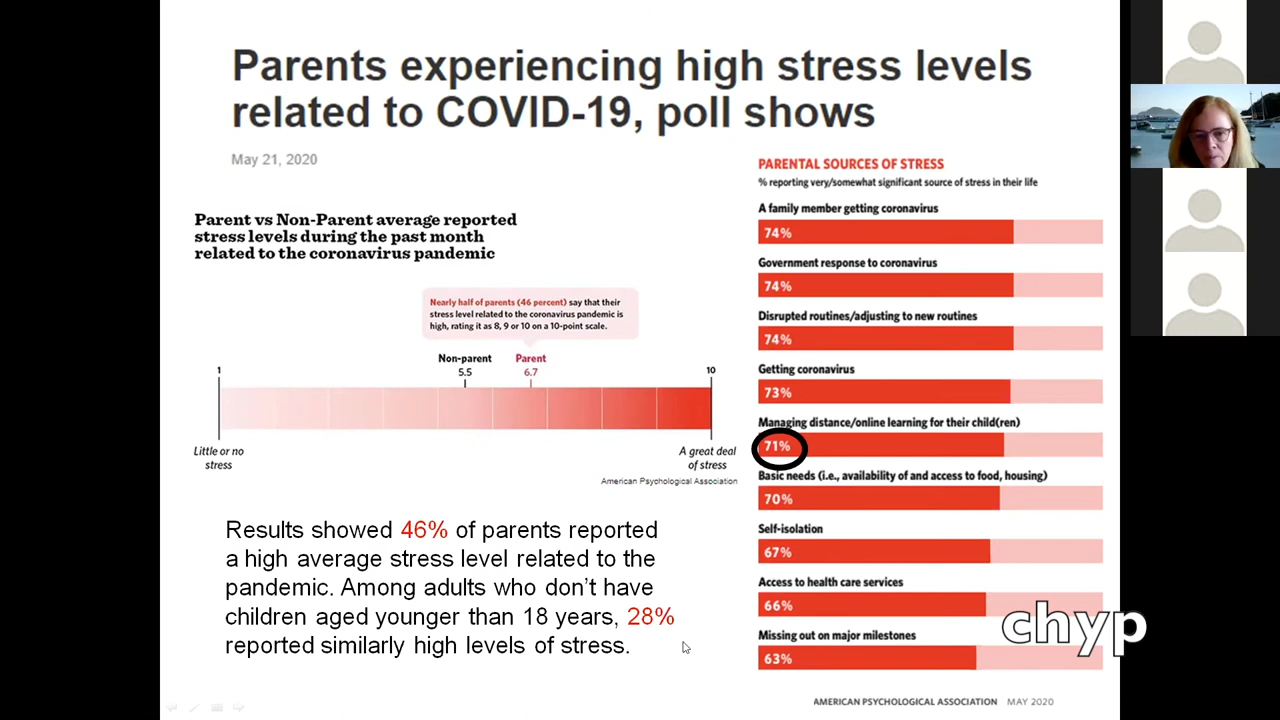 Parents experiencing high stress levels
related to COVID-19, poll shows
May 21, 2020
Parent vs Non-Parent average reported
stress levels during the past month
related to the coronavirus pandemic
Nearly half of parents (46 percent) say that their
stress level related to the coronavirus pandemic is
high, rating it as 8, 9 or 10 on a 10-point scale.
Non-parent
5.5
Parent
6.7
1
10
Little or no
stress
A great deal
of stress
American Psychological Association
Results showed 46% of parents reported
a high average stress level related to the
pandemic. Among adults who don’t have
children aged younger than 18 years, 28%
reported similarly high levels of stress.
PARENTAL SOURCES OF STRESS
% reporting very/somewhat significant source of stress in their life
A family member getting coronavirus
74%
Government response to coronavirus
74%
Disrupted routines/adjusting to new routines
74%
Getting coronavirus
73%
Managing distance/online learning for their child(ren)
71%
Basic needs (i.e., availability of and access to food, housing)
70%
Self-isolation
67%
Access to health care services
66%
Missing out on major milestones
63%
chyp
AMERICAN PSYCHOLOGICAL ASSOCIATION MAY 2020